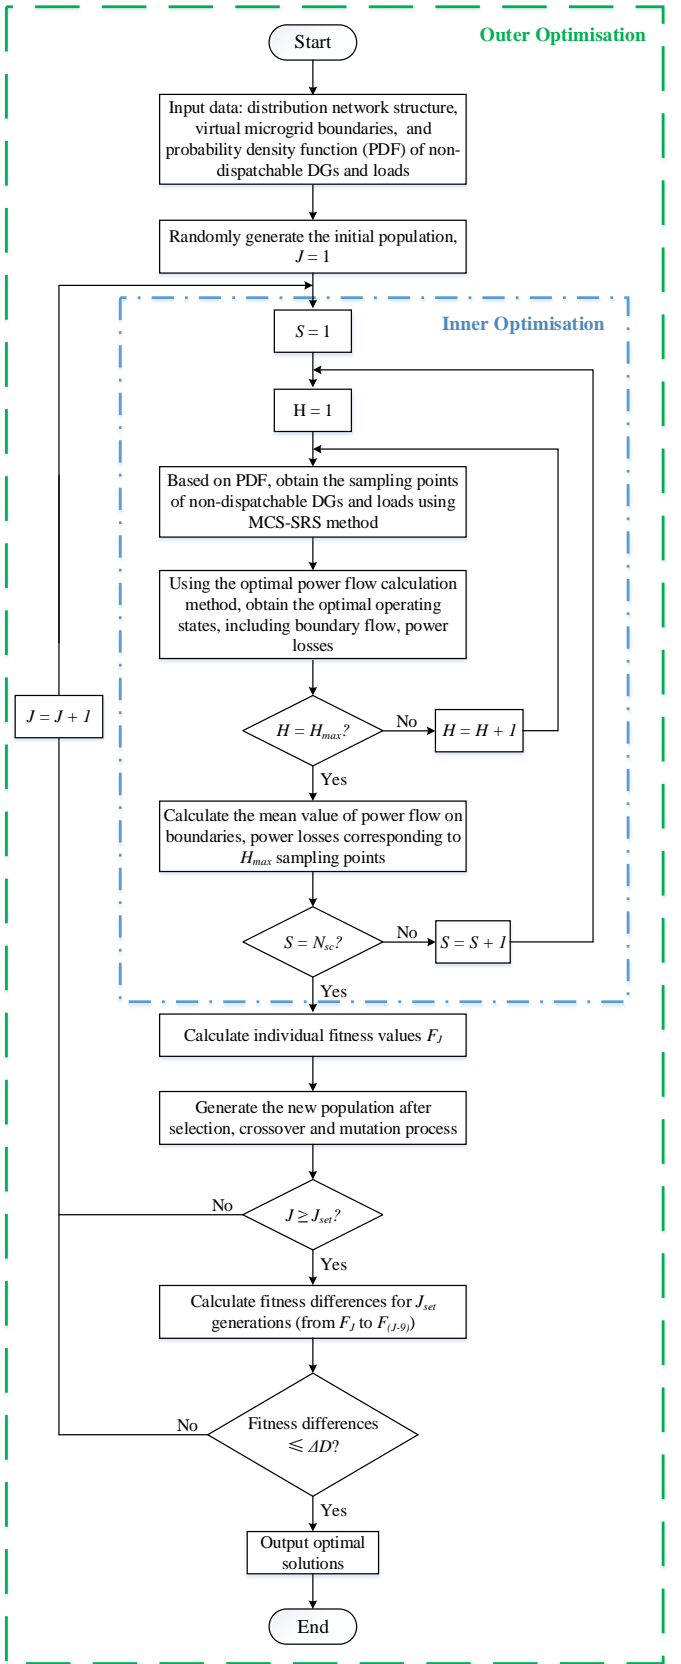 Outer Optimisation
Start
Input data: distribution network structure,
virtual microgrid boundaries, and
probability density function (PDF) of non-
dispatchable DGs and loads
Randomly generate the initial population,
J = 1
Inner Optimisation
S = 1
H = 1
Based on PDF, obtain the sampling points
of non-dispatchable DGs and loads using
MCS-SRS method
Using the optimal power flow calculation
method, obtain the optimal operating
states, including boundary flow, power
losses
J = J + 1
H = Hmax?
No
H = H + 1
Yes
Calculate the mean value of power flow on
boundaries, power losses corresponding to
Hmax sampling points
S = Nsc?
No
S = S + 1
Yes
Calculate individual fitness values FJ
Generate the new population after
selection, crossover and mutation process
No
J ≥ Jset?
Yes
Calculate fitness differences for Jset
generations (from FJ to F(J-9))
No
Fitness differences
≤ ΔD?
Yes
Output optimal
solutions
End